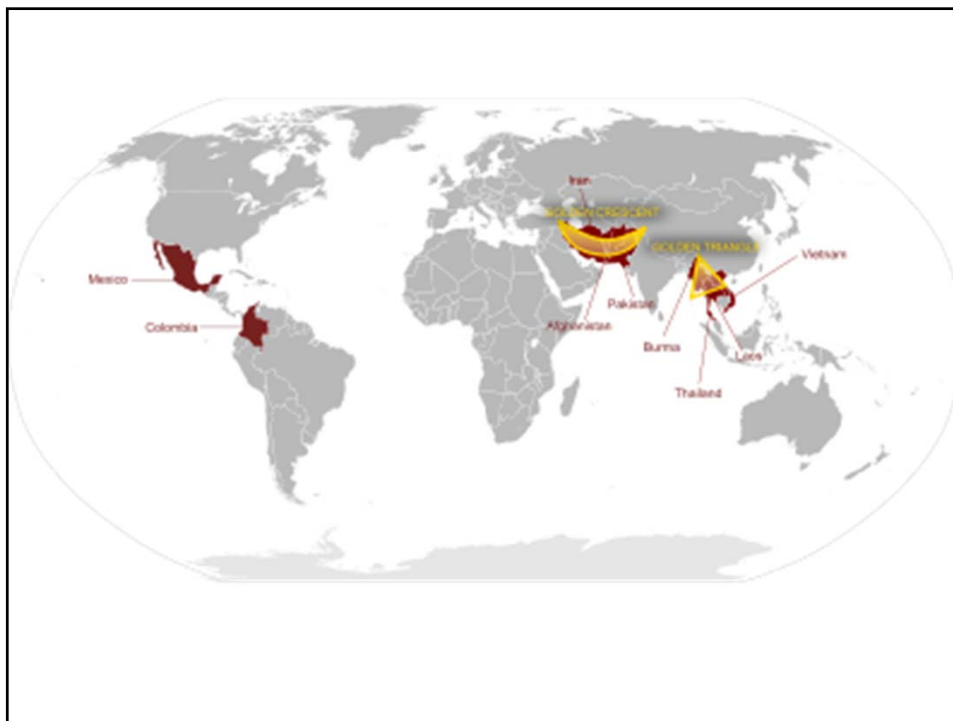 Iran
GOLDEN CRESCENT
GOLDEN TRIANGLE
Vietnam
Mexico
Pakistan
Afghanistan
Colombia
Burma
Laos
Thailand